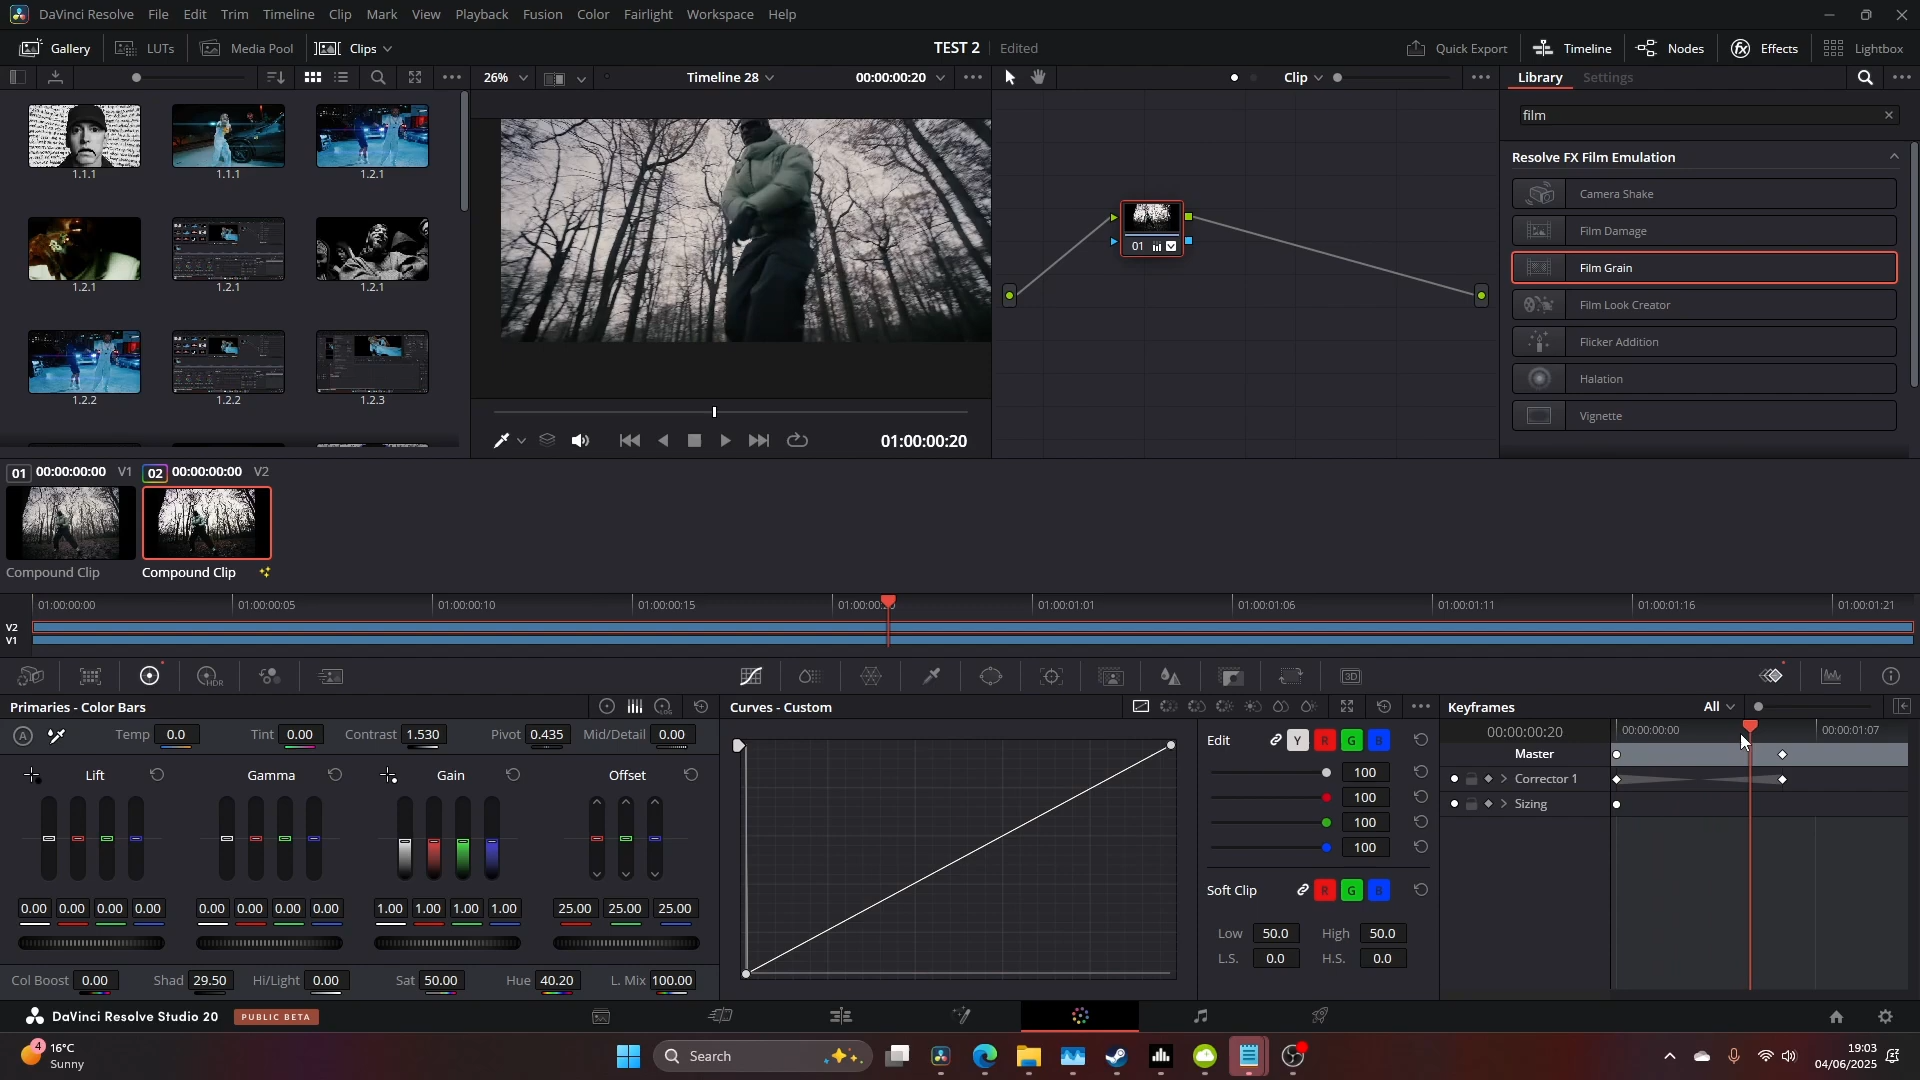 DaVinci Resolve File Edit Trim Timeline Clip Mark View Playback Fusion Color Fairlight Workspace Help
Gallery LUTs Media Pool Clips TEST 2 Edited Quick Export Timeline Nodes Effects Lightbox
26% Timeline 28 00:00:00:20 Clip Library Settings
film
Resolve FX Film Emulation
Camera Shake
Film Damage
Film Grain
Film Look Creator
Flicker Addition
Halation
Vignette
1.1.1 1.1.1 1.2.1
1.2.1 1.2.1 1.2.1
1.2.2 1.2.2 1.2.3
01
01:00:00:20
01 00:00:00:00 V1 02 00:00:00:00 V2
Compound Clip Compound Clip
01:00:00:00 01:00:00:05 01:00:00:10 01:00:00:15 01:00:00: 01:00:01:01 01:00:01:06 01:00:01:11 01:00:01:16 01:00:01:21
V2
V1
HDR 3D
Primaries - Color Bars Curves - Custom Keyframes All
A Temp 0.0 Tint 0.00 Contrast 1.530 Pivot 0.435 Mid/Detail 0.00
Lift Gamma Gain Offset
0.00 0.00 0.00 0.00 0.00 0.00 0.00 0.00 1.00 1.00 1.00 1.00 25.00 25.00 25.00
Col Boost 0.00 Shad 29.50 Hi/Light 0.00 Sat 50.00 Hue 40.20 L. Mix 100.00
Edit Y R G B
100
100
100
100
Soft Clip R G B
Low 50.0 High 50.0
L.S. 0.0 H.S. 0.0
00:00:00:20 00:00:00:00 00:00:01:07
Master
Corrector 1
Sizing
DaVinci Resolve Studio 20 PUBLIC BETA
4 16°C
Sunny
Search
19:03
04/06/2025